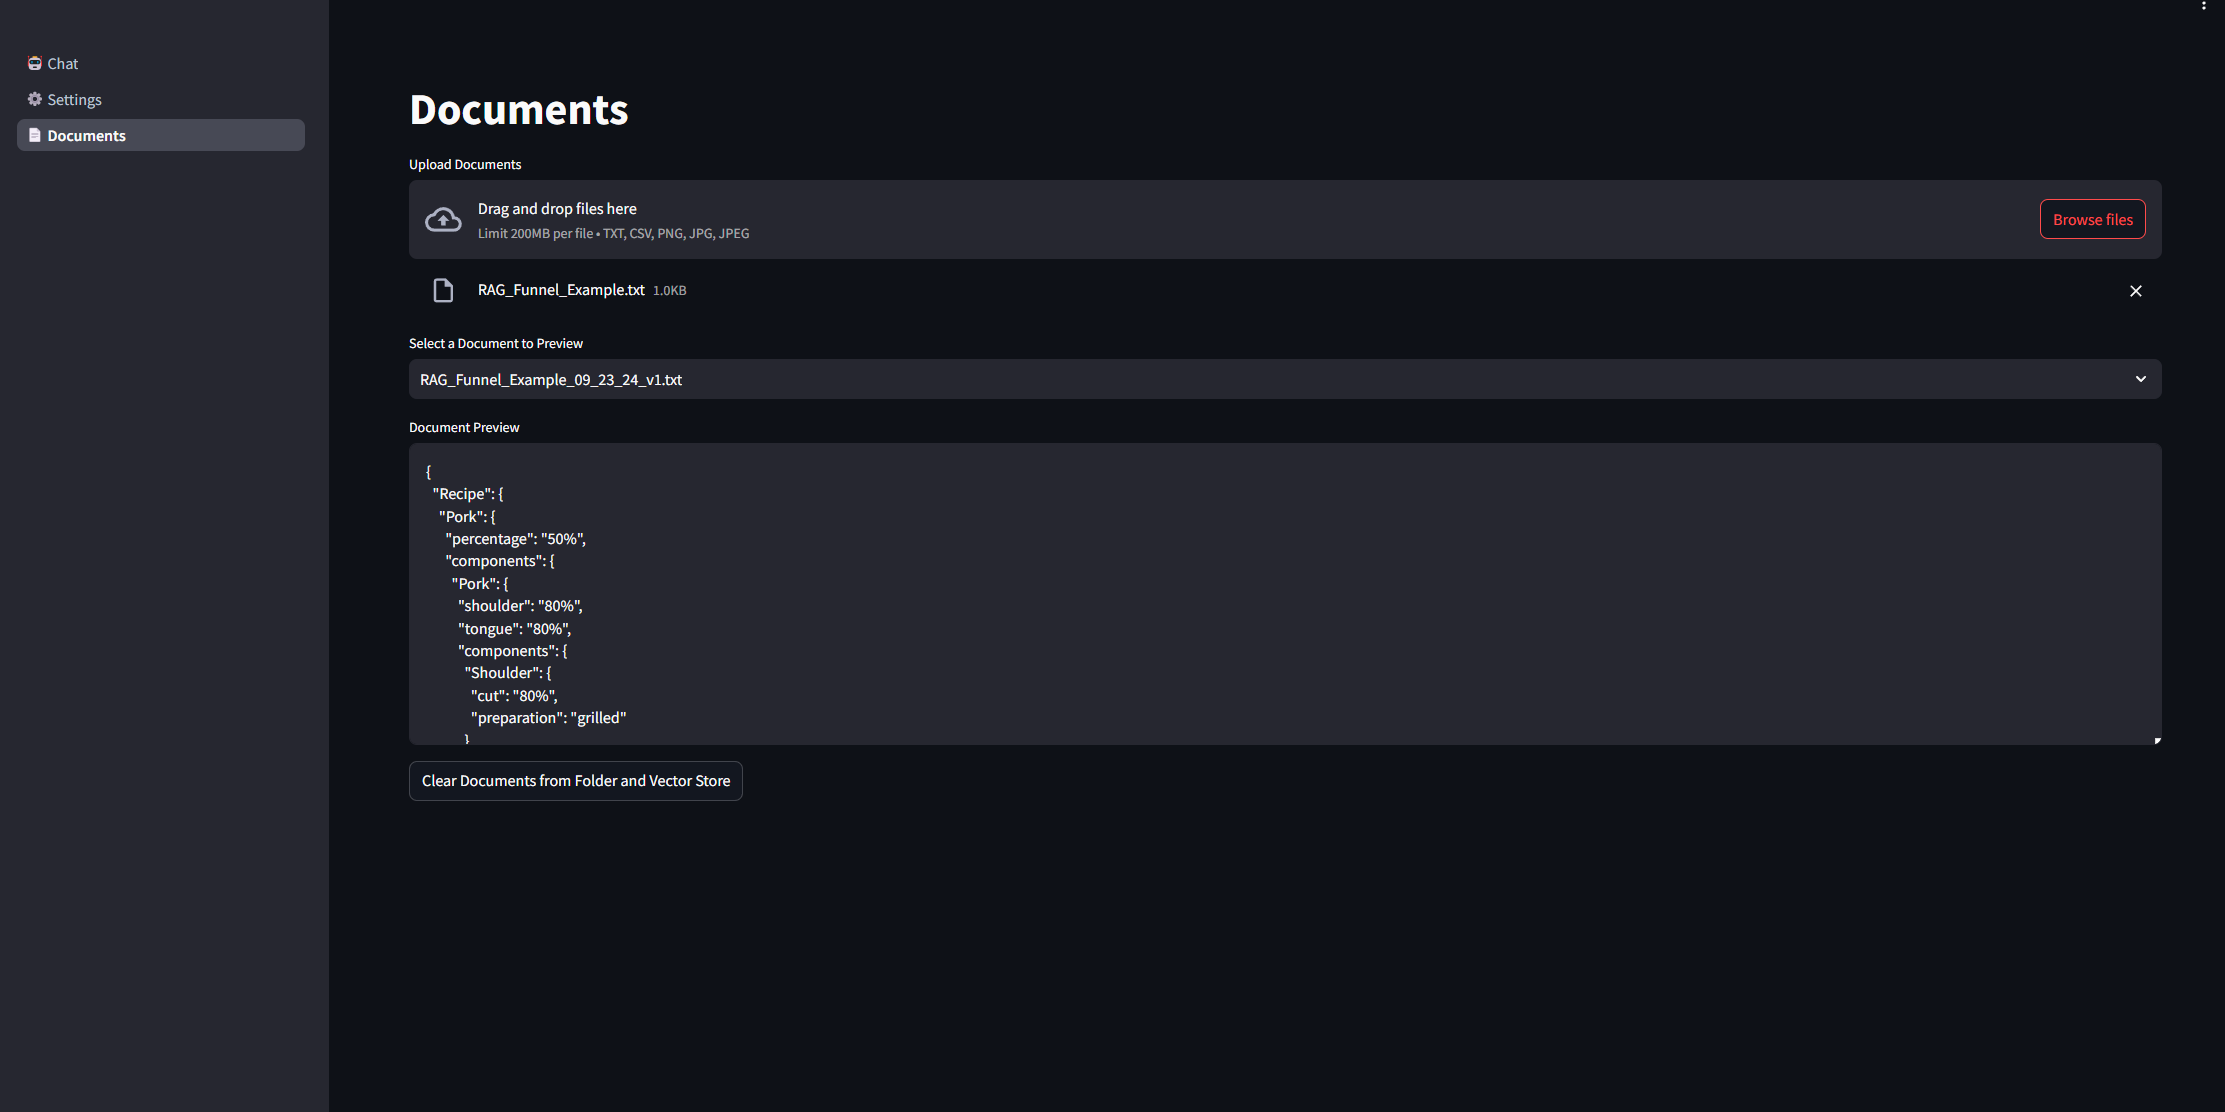 Chat
Settings
Documents
Documents
Upload Documents
Drag and drop files here
Limit 200MB per file • TXT, CSV, PNG, JPG, JPEG
Browse files
RAG_Funnel_Example.txt 1.0KB
Select a Document to Preview
RAG_Funnel_Example_09_23_24_v1.txt
Document Preview
{
"Recipe": {
"Pork": {
"percentage": "50%",
"components": {
"Pork": {
"shoulder": "80%",
"tongue": "80%",
"components": {
"Shoulder": {
"cut": "80%",
"preparation": "grilled"
}
Clear Documents from Folder and Vector Store